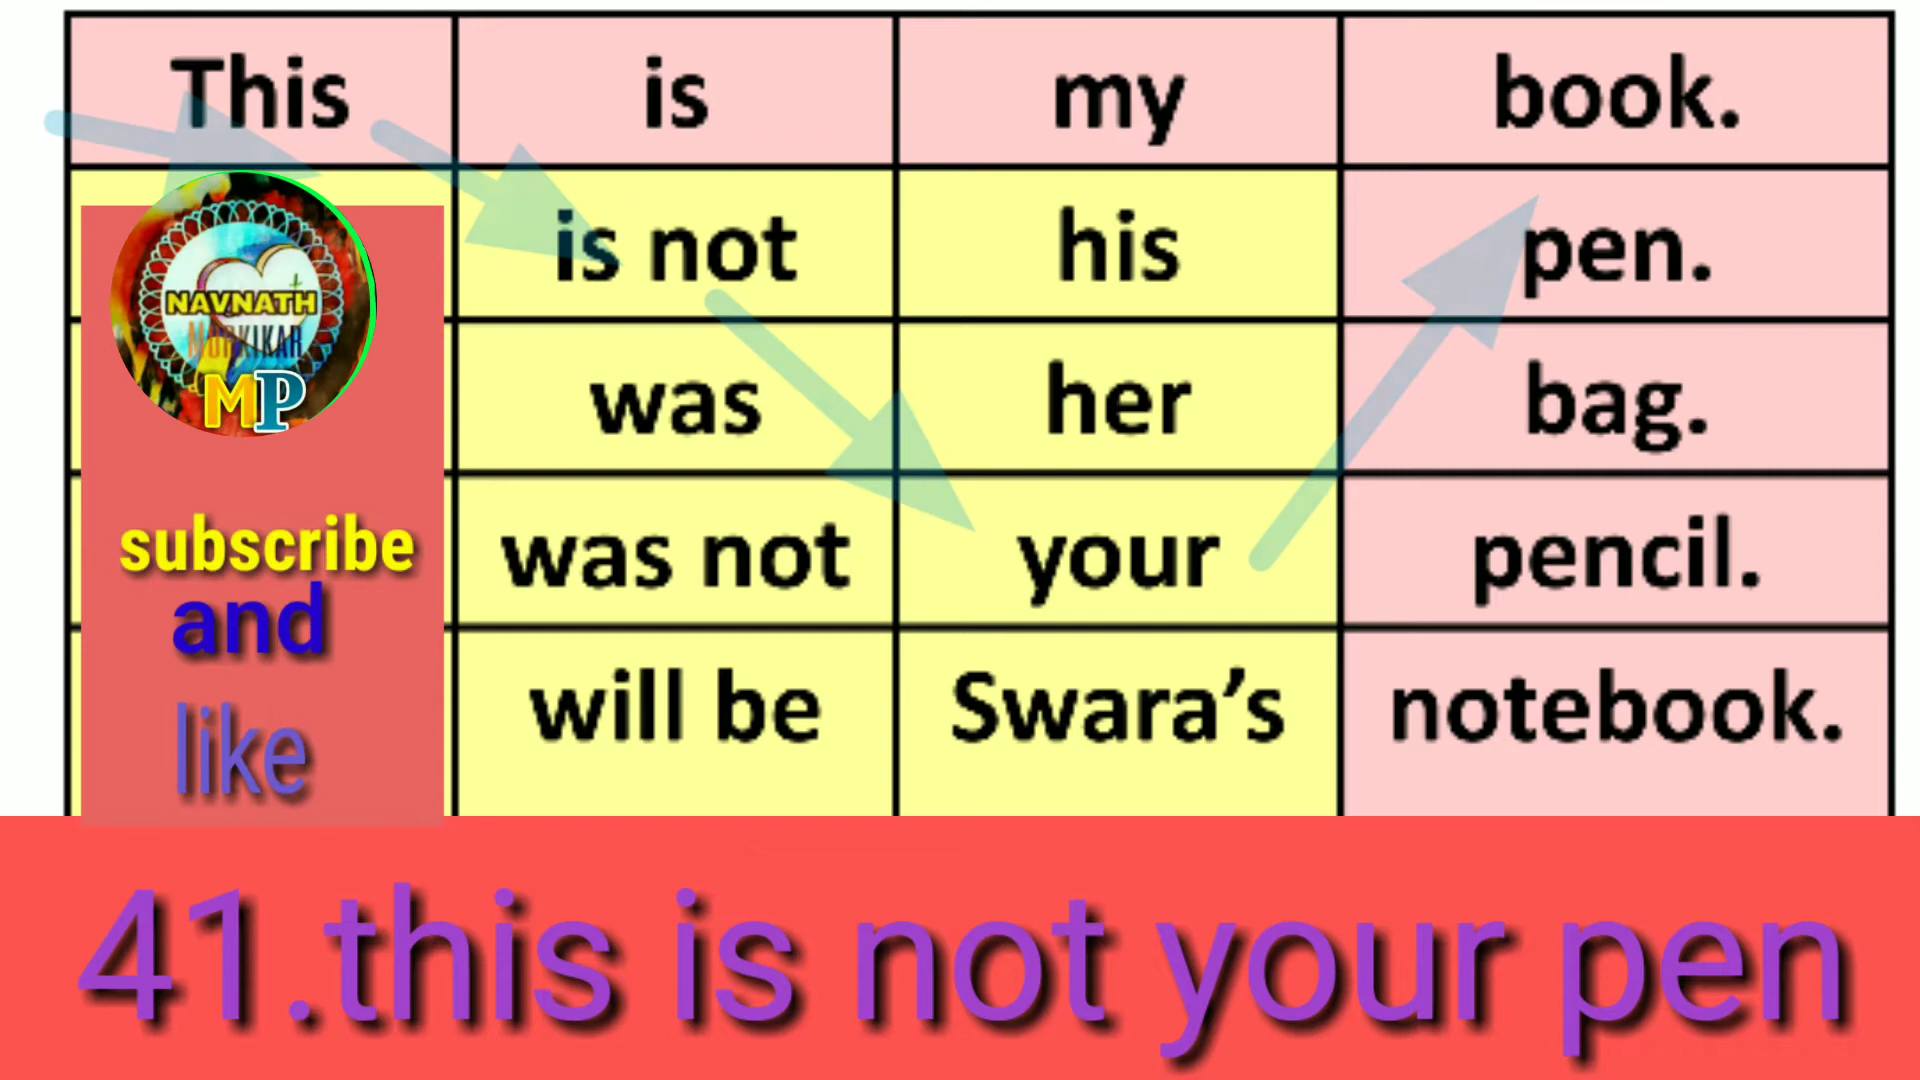 This is my book.
is not his pen.
NAVNATH
MORKIKAR
MP
was her bag.
subscribe
and
like
was not your pencil.
will be Swara’s notebook.
41.this is not your pen